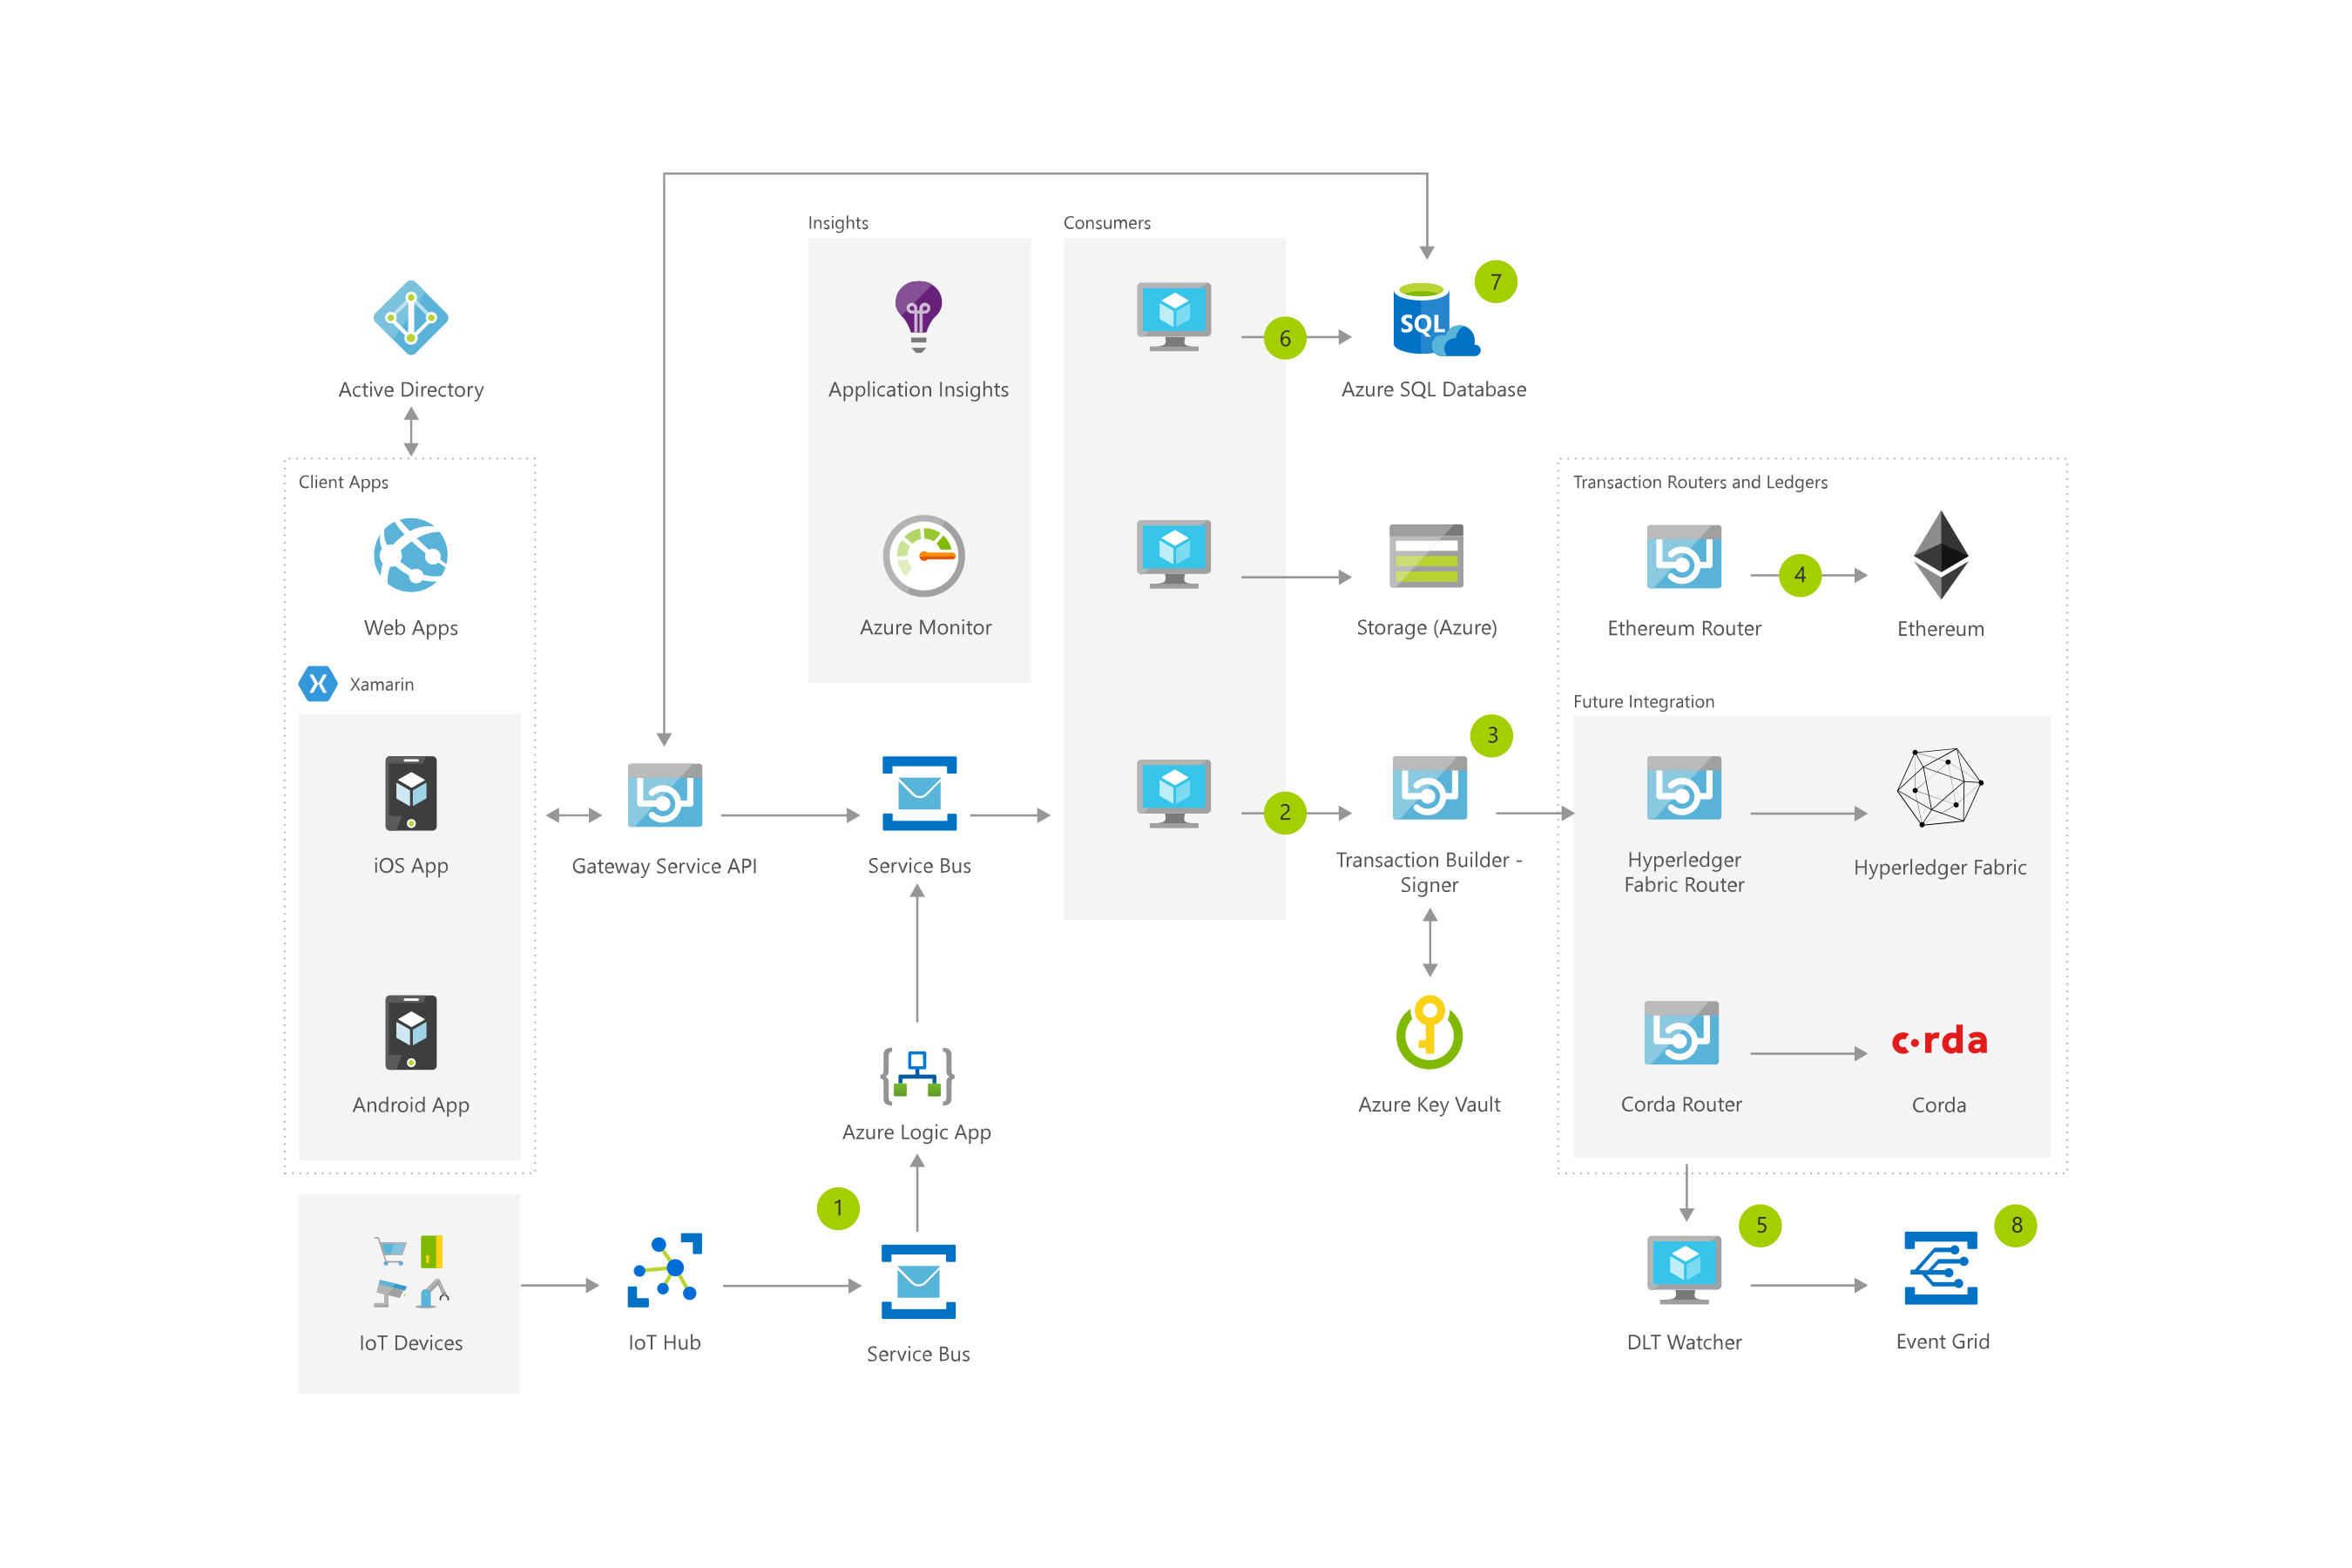 Insights
Consumers
7
SQL
6
Active Directory
Application Insights
Azure SQL Database
Client Apps
Transaction Routers and Ledgers
4
Web Apps
Azure Monitor
Storage (Azure)
Ethereum Router
Ethereum
Xamarin
Future Integration
3
2
iOS App
Gateway Service API
Service Bus
Transaction Builder -
Signer
Hyperledger
Fabric Router
Hyperledger Fabric
c·rda
Android App
Azure Logic App
Azure Key Vault
Corda Router
Corda
1
5
8
IoT Devices
IoT Hub
Service Bus
DLT Watcher
Event Grid